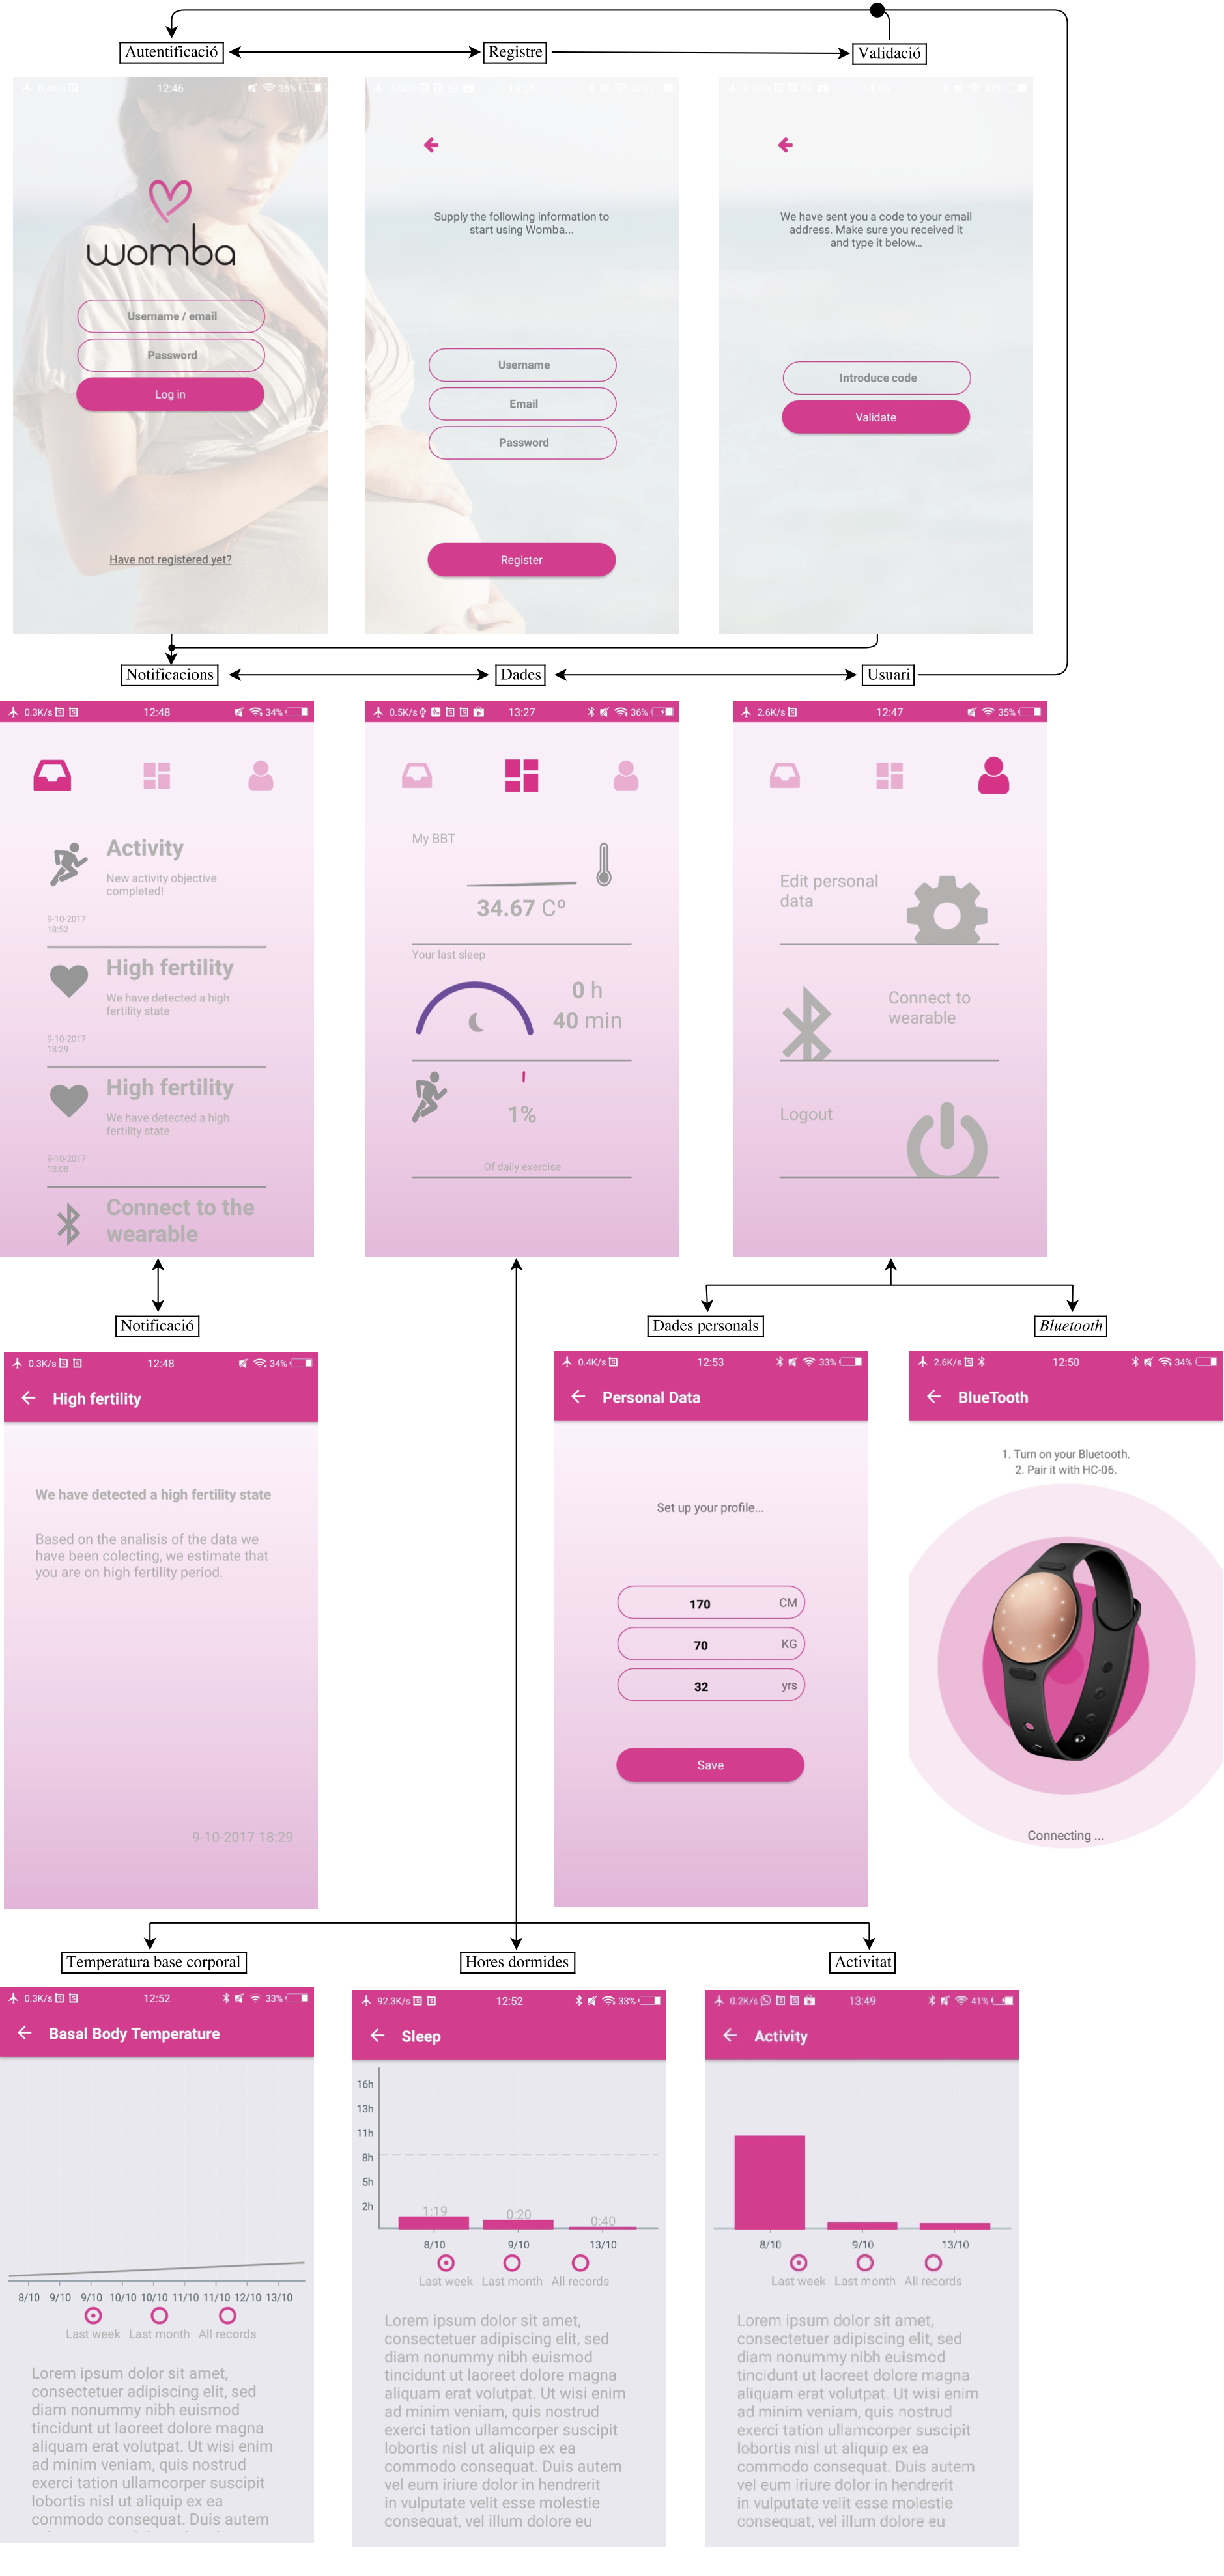 Autentificació
Registre
Validació
12:46
35%
womba
Username / email
Password
Log in
Have not registered yet?
Supply the following information to
start using Womba...
Username
Email
Password
Register
We have sent you a code to your email
address. Make sure you received it
and type it below...
Introduce code
Validate
Notificacions
Dades
Usuari
0.3K/s
12:48
34%
Activity
New activity objective
completed!
9-10-2017
18:52
High fertility
We have detected a high
fertility state
9-10-2017
18:29
High fertility
We have detected a high
fertility state
9-10-2017
18:08
Connect to the
wearable
0.5K/s
13:27
36%
My BBT
34.67 Cº
Your last sleep
0 h
40 min
1%
Of daily exercise
2.6K/s
12:47
35%
Edit personal
data
Connect to
wearable
Logout
Notificació
Dades personals
Bluetooth
0.3K/s
12:48
34%
High fertility
We have detected a high fertility state
Based on the analisis of the data we
have been colecting, we estimate that
you are on high fertility period.
9-10-2017 18:29
0.4K/s
12:53
33%
Personal Data
Set up your profile...
170 CM
70 KG
32 yrs
Save
2.6K/s
12:50
34%
BlueTooth
1. Turn on your Bluetooth.
2. Pair it with HC-06.
Connecting ...
Temperatura base corporal
Hores dormides
Activitat
0.3K/s
12:52
33%
Basal Body Temperature
8/10 9/10 9/10 10/10 10/10 11/10 11/10 12/10 13/10
Last week Last month All records
Lorem ipsum dolor sit amet,
consectetuer adipiscing elit, sed
diam nonummy nibh euismod
tincidunt ut laoreet dolore magna
aliquam erat volutpat. Ut wisi enim
ad minim veniam, quis nostrud
exerci tation ullamcorper suscipit
lobortis nisl ut aliquip ex ea
commodo consequat. Duis autem
92.3K/s
12:52
33%
Sleep
16h
13h
11h
8h
5h
2h
1:19
0:20
0:40
8/10 9/10 13/10
Last week Last month All records
Lorem ipsum dolor sit amet,
consectetuer adipiscing elit, sed
diam nonummy nibh euismod
tincidunt ut laoreet dolore magna
aliquam erat volutpat. Ut wisi enim
ad minim veniam, quis nostrud
exerci tation ullamcorper suscipit
lobortis nisl ut aliquip ex ea
commodo consequat. Duis autem
vel eum iriure dolor in hendrerit
in vulputate velit esse molestie
consequat, vel illum dolore eu
0.2K/s
13:49
41%
Activity
8/10 9/10 13/10
Last week Last month All records
Lorem ipsum dolor sit amet,
consectetuer adipiscing elit, sed
diam nonummy nibh euismod
tincidunt ut laoreet dolore magna
aliquam erat volutpat. Ut wisi enim
ad minim veniam, quis nostrud
exerci tation ullamcorper suscipit
lobortis nisl ut aliquip ex ea
commodo consequat. Duis autem
vel eum iriure dolor in hendrerit
in vulputate velit esse molestie
consequat, vel illum dolore eu